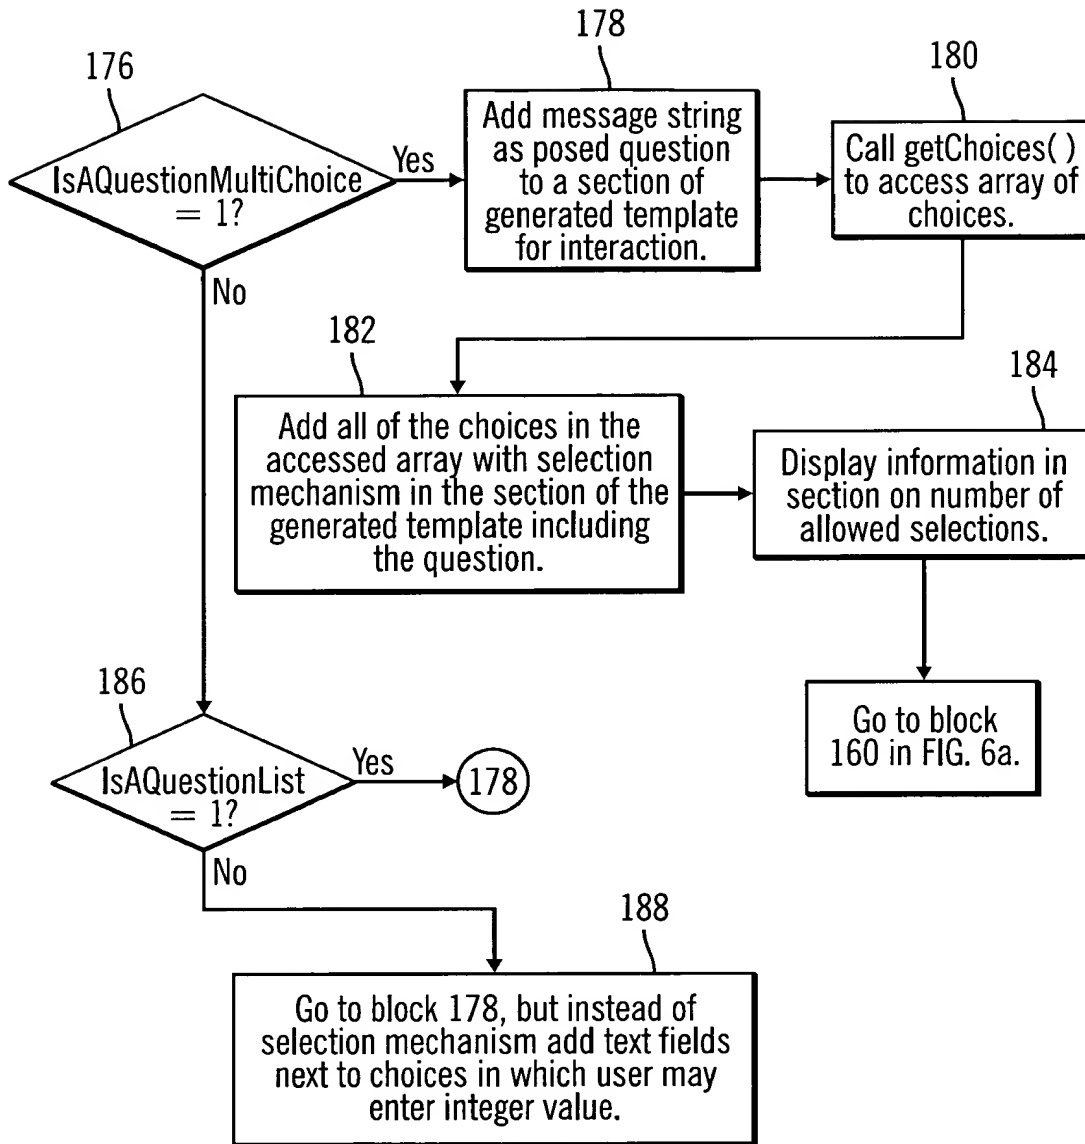 176
IsAQuestionMultiChoice
= 1?
Yes
No
178
Add message string
as posed question
to a section of
generated template
for interaction.
180
Call getChoices( )
to access array of
choices.
182
Add all of the choices in the
accessed array with selection
mechanism in the section of the
generated template including
the question.
184
Display information in
section on number of
allowed selections.
Go to block
160 in FIG. 6a.
186
IsAQuestionList
= 1?
Yes
178
No
188
Go to block 178, but instead of
selection mechanism add text fields
next to choices in which user may
enter integer value.